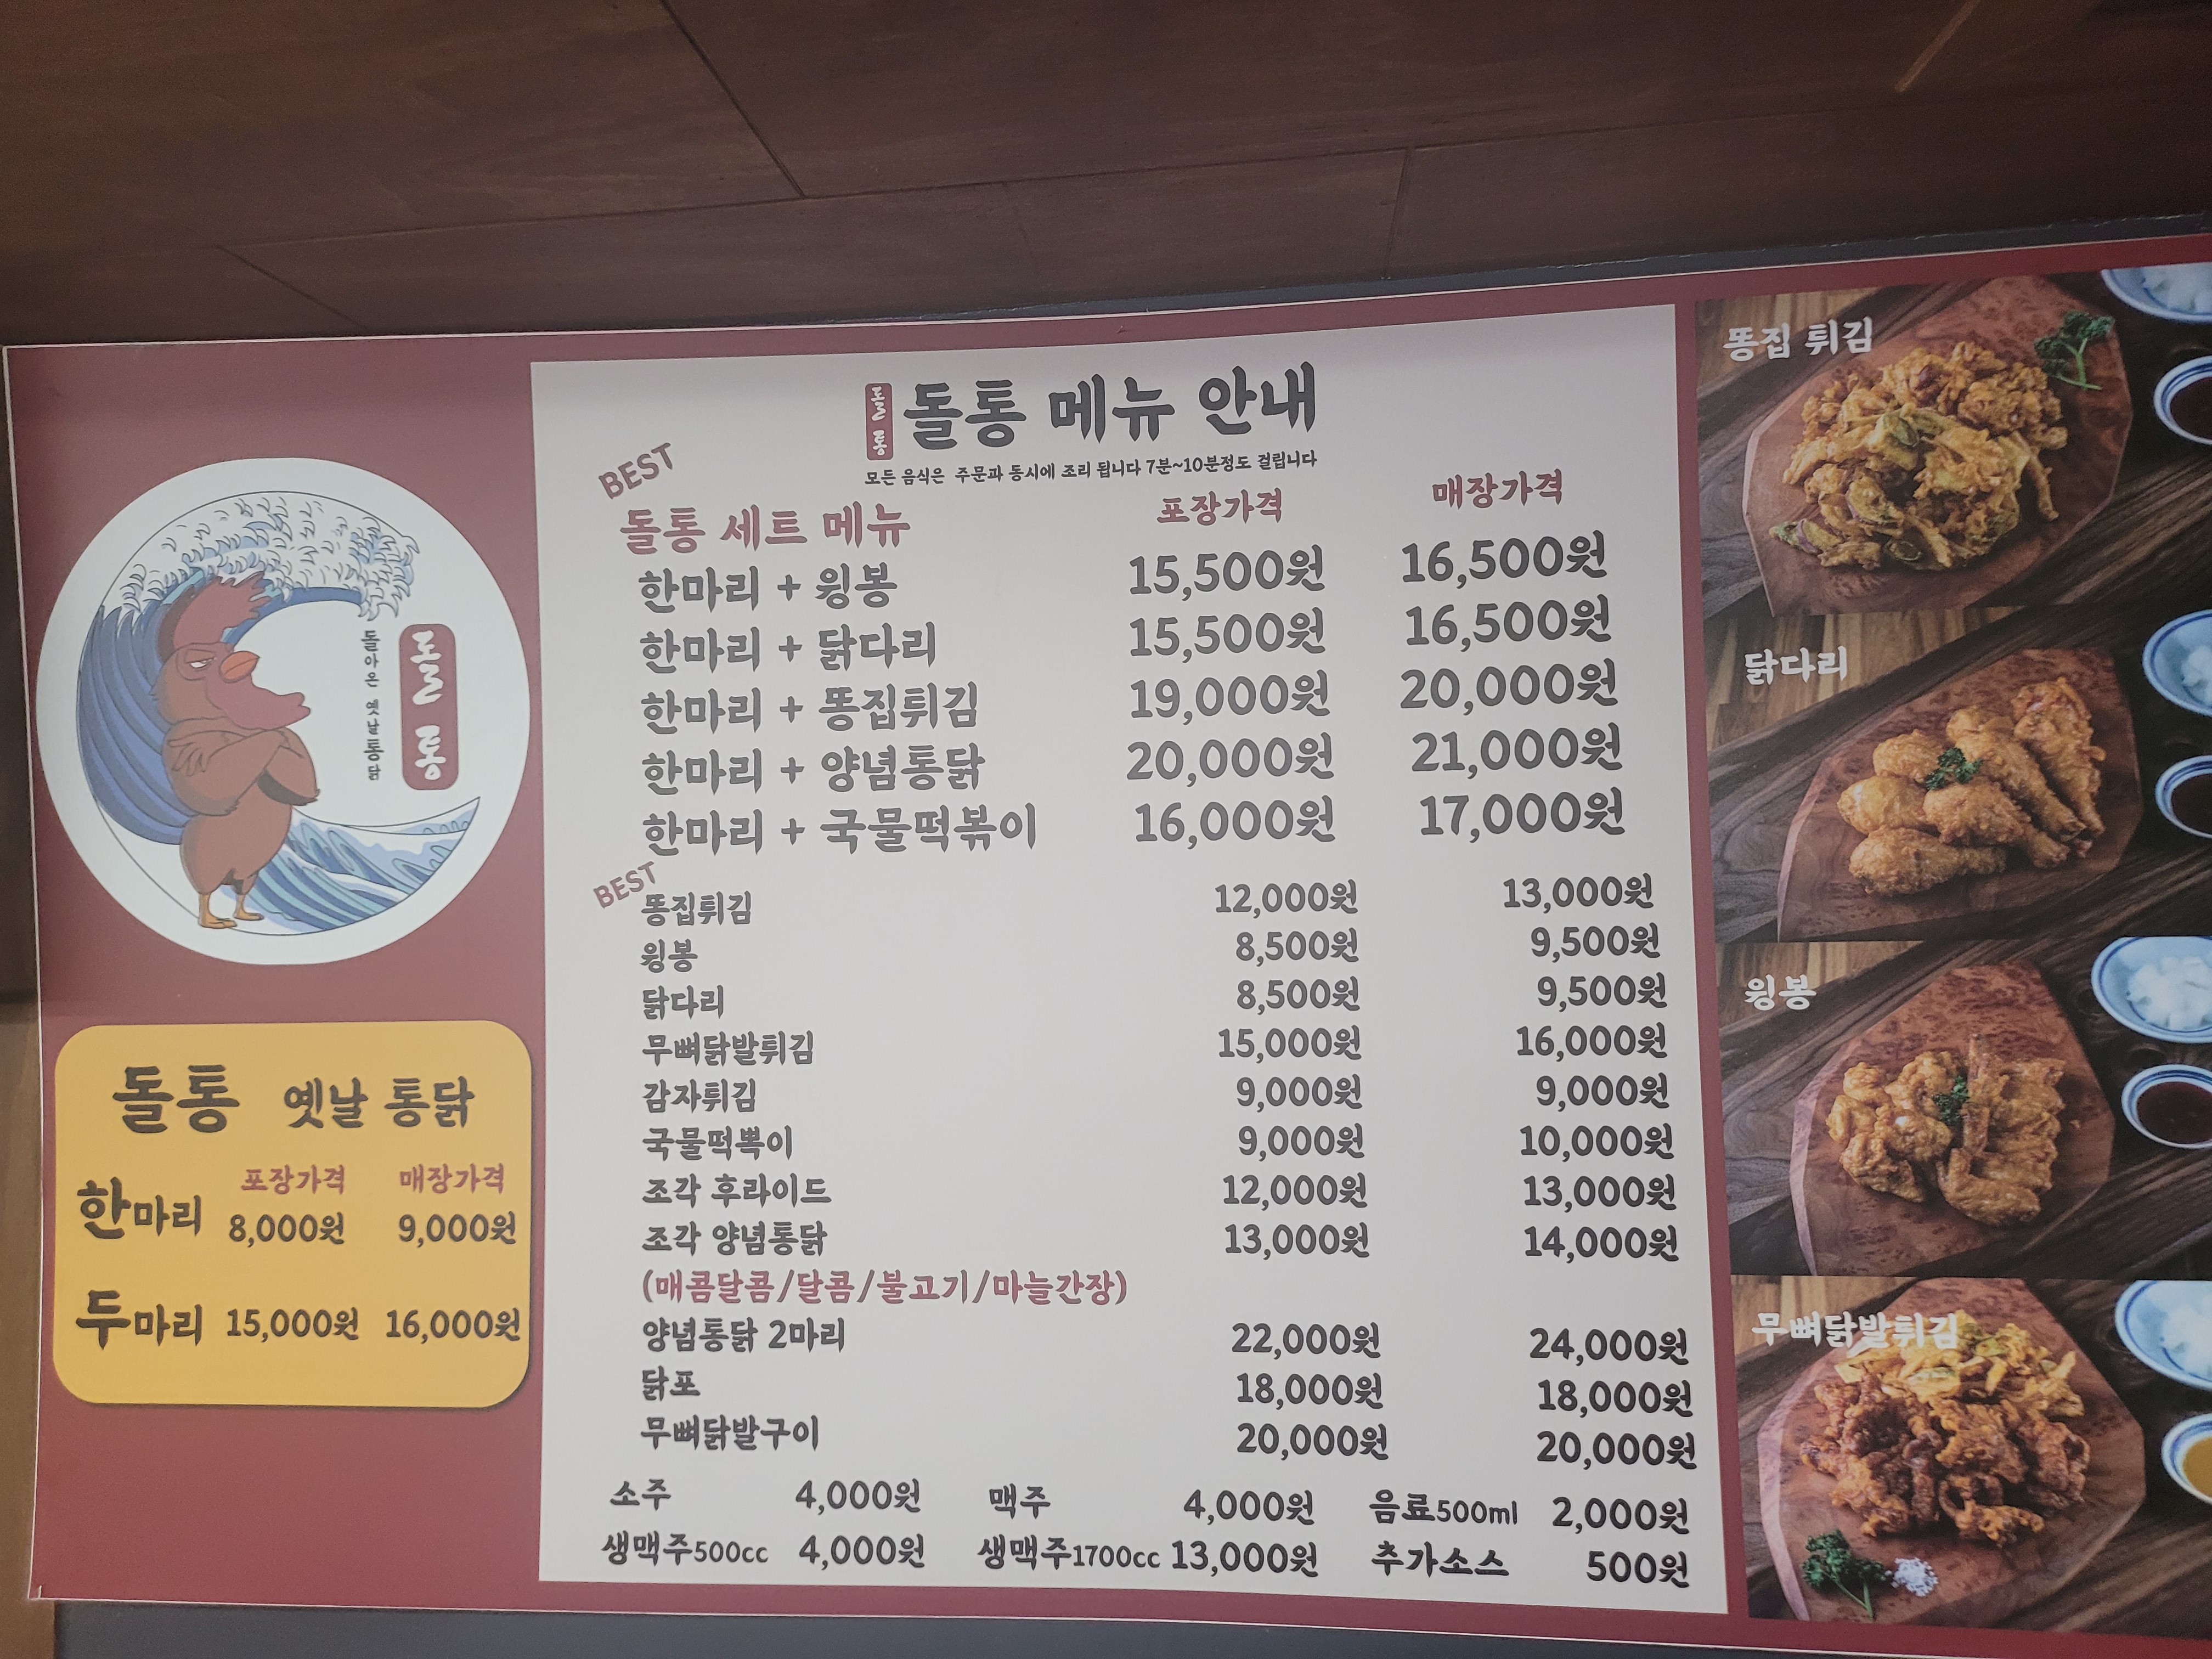 돌통
돌아온 옛날통닭
돌통 옛날 통닭
포장가격 매장가격
한마리 8,000원 9,000원
두마리 15,000원 16,000원
돌통 돌통 메뉴 안내
모든 음식은 주문과 동시에 조리 됩니다 7분~10분정도 걸립니다
BEST
돌통 세트 메뉴 포장가격 매장가격
한마리 + 윙봉 15,500원 16,500원
한마리 + 닭다리 15,500원 16,500원
한마리 + 똥집튀김 19,000원 20,000원
한마리 + 양념통닭 20,000원 21,000원
한마리 + 국물떡볶이 16,000원 17,000원
BEST
똥집튀김 12,000원 13,000원
윙봉 8,500원 9,500원
닭다리 8,500원 9,500원
무뼈닭발튀김 15,000원 16,000원
감자튀김 9,000원 9,000원
국물떡뽁이 9,000원 10,000원
조각 후라이드 12,000원 13,000원
조각 양념통닭 13,000원 14,000원
(매콤달콤/달콤/불고기/마늘간장)
양념통닭 2마리 22,000원 24,000원
닭포 18,000원 18,000원
무뼈닭발구이 20,000원 20,000원
소주 4,000원 맥주 4,000원 음료500ml 2,000원
생맥주500cc 4,000원 생맥주1700cc 13,000원 추가소스 500원
똥집 튀김
닭다리
윙봉
무뼈닭발튀김